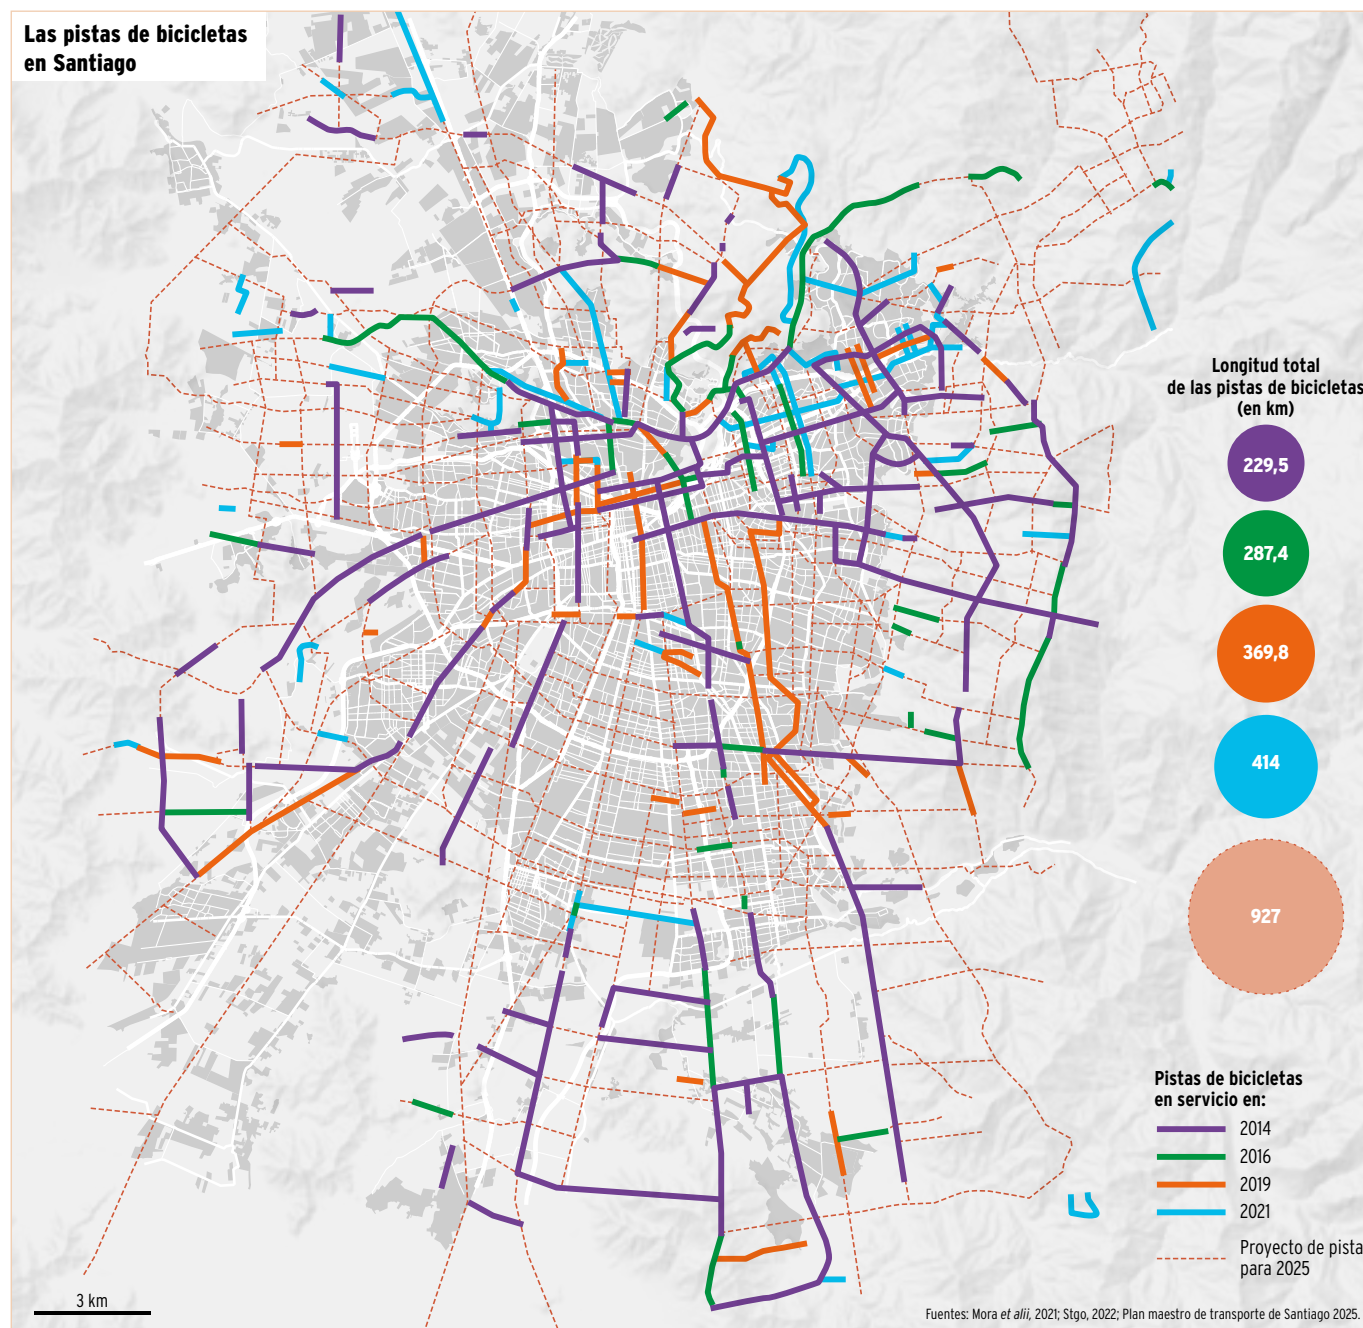 Las pistas de bicicletas
en Santiago
Longitud total
de las pistas de bicicletas
(en km)
229,5
287,4
369,8
414
927
Pistas de bicicletas
en servicio en:
2014
2016
2019
2021
Proyecto de pista
para 2025
3 km
Fuentes: Mora et alii, 2021; Stgo, 2022; Plan maestro de transporte de Santiago 2025.